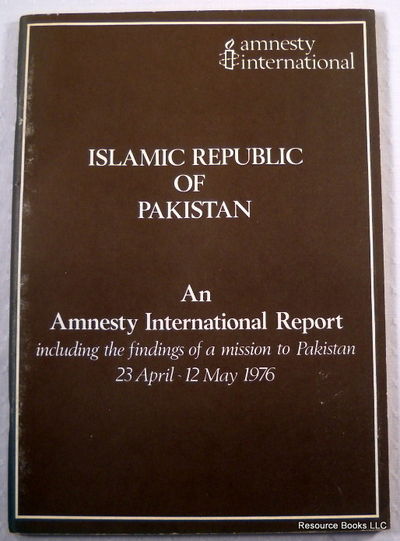 amnesty
international
ISLAMIC REPUBLIC
OF
PAKISTAN
An
Amnesty International Report
including the findings of a mission to Pakistan
23 April - 12 May 1976
Resource Books LLC